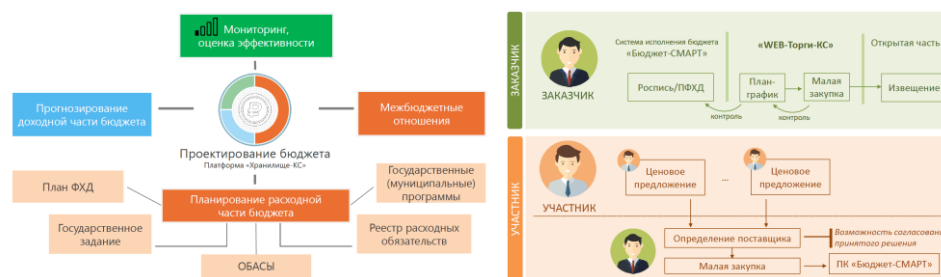 Мониторинг,
оценка эффективности
Прогнозирование
доходной части бюджета
Межбюджетные
отношения
Проектирование бюджета
Платформа «Хранилище-КС»
План ФХД
Государственные
(муниципальные)
программы
Планирование расходной
части бюджета
Государственное
задание
Реестр расходных
обязательств
ОБАСЫ
ЗАКАЗЧИК
ЗАКАЗЧИК
Система исполнения бюджета
«Бюджет-СМАРТ»
«WEB-Торги-КС»
Открытая часть
Роспись/ПФХД
План-
график
Малая
закупка
Извещение
контроль
контроль
УЧАСТНИК
УЧАСТНИК
Ценовое
предложение
...
Ценовое
предложение
Определение поставщика
Возможность согласован
принятого решения
Малая закупка
ПК «Бюджет-СМАРТ»